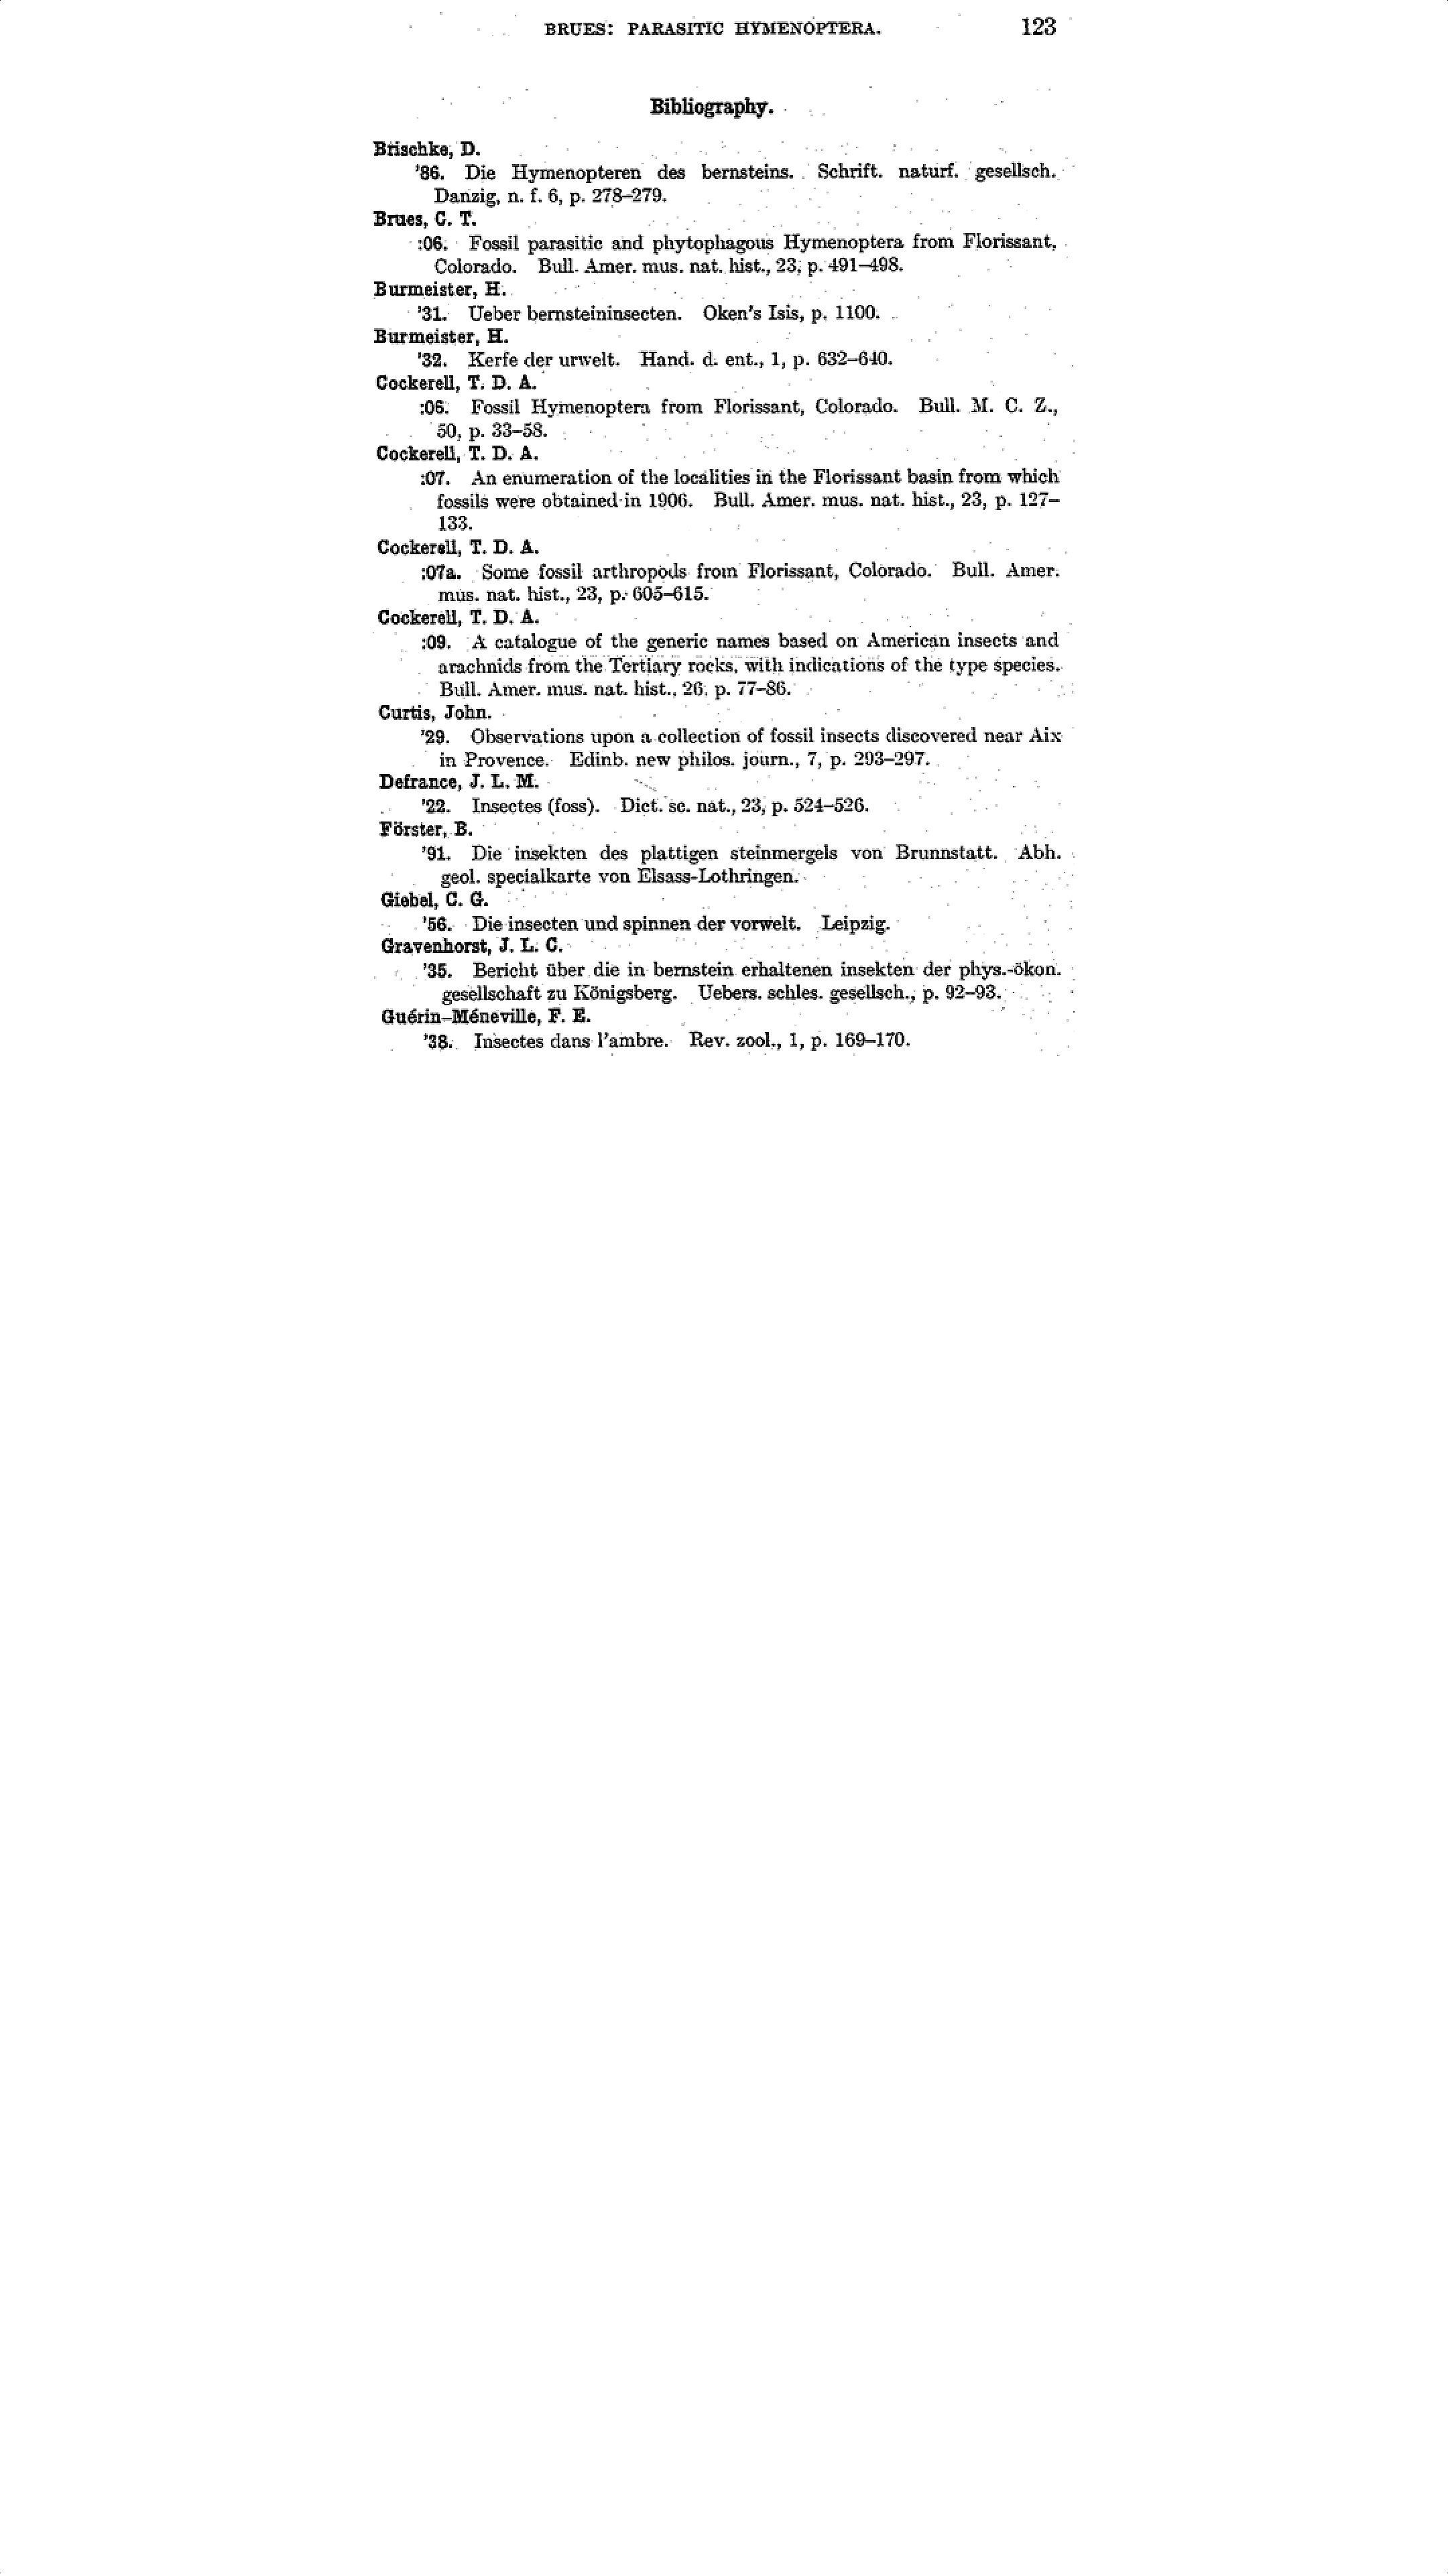 BRUES: PARASITIC HYMENOPTERA. 123
Bibliography.
Brischke, D.
'86. Die Hymenopteren des bernsteins. Schrift. naturf. gesellsch.
Danzig, n. f. 6, p. 278–279.
Brues, C. T.
:06. Fossil parasitic and phytophagous Hymenoptera from Florissant,
Colorado. Bull. Amer. mus. nat. hist., 23, p. 491–498.
Burmeister, H.
'31. Ueber bernsteininsecten. Oken's Isis, p. 1100.
Burmeister, H.
'32. Kerfe der urwelt. Hand. d. ent., 1, p. 632–640.
Cockerell, T. D. A.
:06. Fossil Hymenoptera from Florissant, Colorado. Bull. M. C. Z.,
50, p. 33–58.
Cockerell, T. D. A.
:07. An enumeration of the localities in the Florissant basin from which
fossils were obtained in 1906. Bull. Amer. mus. nat. hist., 23, p. 127–
133.
Cockerell, T. D. A.
:07a. Some fossil arthropods from Florissant, Colorado. Bull. Amer.
mus. nat. hist., 23, p. 605–615.
Cockerell, T. D. A.
:09. A catalogue of the generic names based on American insects and
arachnids from the Tertiary rocks, with indications of the type species.
Bull. Amer. mus. nat. hist., 26, p. 77–86.
Curtis, John.
'29. Observations upon a collection of fossil insects discovered near Aix
in Provence. Edinb. new philos. journ., 7, p. 293–297.
Defrance, J. L. M.
'22. Insectes (foss). Dict. sc. nat., 23, p. 524–526.
Förster, B.
'91. Die insekten des plattigen steinmergels von Brunnstatt. Abh.
geol. specialkarte von Elsass-Lothringen.
Giebel, C. G.
'56. Die insecten und spinnen der vorwelt. Leipzig.
Gravenhorst, J. L. C.
'35. Bericht über die in bernstein erhaltenen insekten der phys.-ökon.
gesellschaft zu Königsberg. Uebers. schles. gesellsch., p. 92–93.
Guérin–Méneville, F. E.
'38. Insectes dans l'ambre. Rev. zool., 1, p. 169–170.